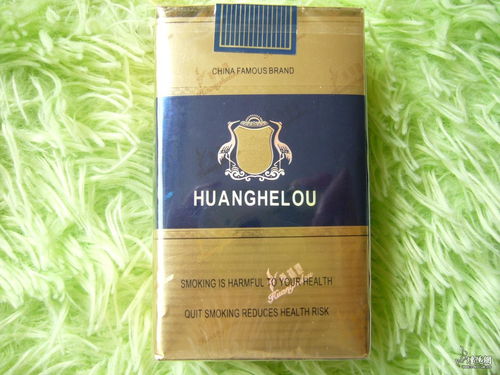 CHINA FAMOUS BRAND
HUANGHELOU
SMOKING IS HARMFUL TO YOUR HEALTH
QUIT SMOKING REDUCES HEALTH RISK